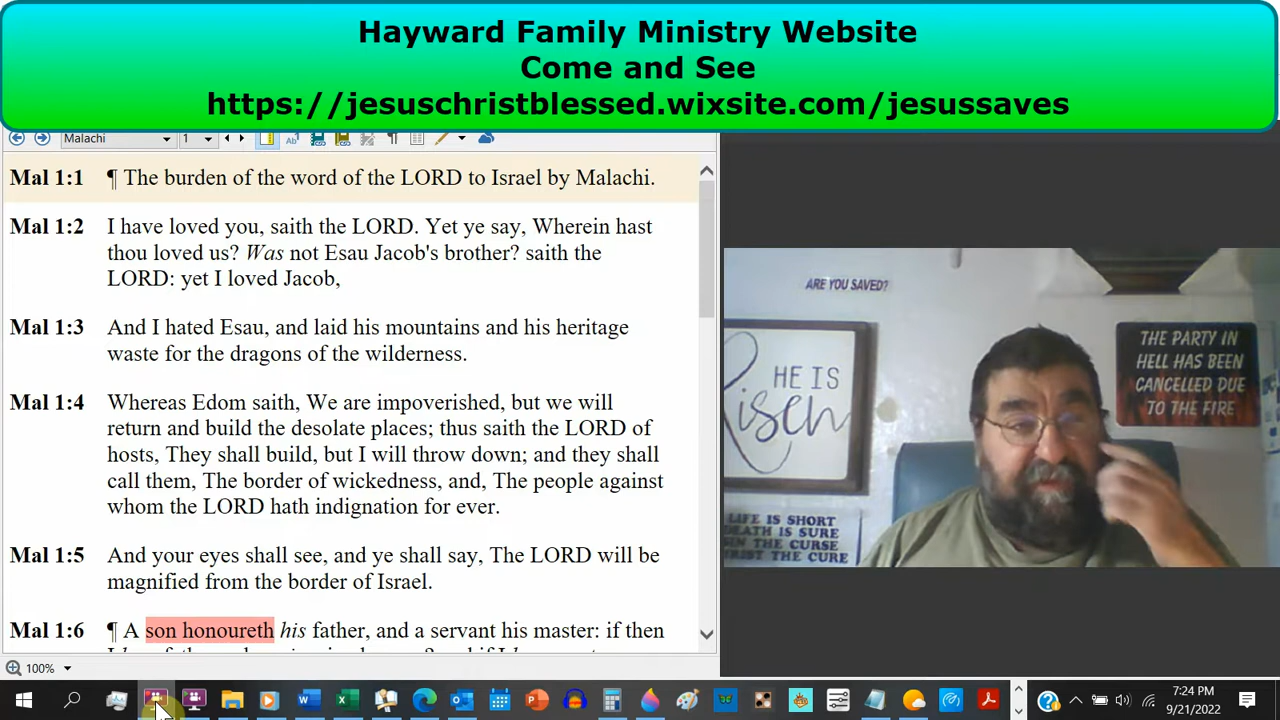 Hayward Family Ministry Website
Come and See
https://jesuschristblessed.wixsite.com/jesussaves
Malachi
1
Mal 1:1 ¶ The burden of the word of the LORD to Israel by Malachi.
Mal 1:2 I have loved you, saith the LORD. Yet ye say, Wherein hast
thou loved us? Was not Esau Jacob's brother? saith the
LORD: yet I loved Jacob,
Mal 1:3 And I hated Esau, and laid his mountains and his heritage
waste for the dragons of the wilderness.
Mal 1:4 Whereas Edom saith, We are impoverished, but we will
return and build the desolate places; thus saith the LORD of
hosts, They shall build, but I will throw down; and they shall
call them, The border of wickedness, and, The people against
whom the LORD hath indignation for ever.
Mal 1:5 And your eyes shall see, and ye shall say, The LORD will be
magnified from the border of Israel.
Mal 1:6 ¶ A son honoureth his father, and a servant his master: if then
100%
ARE YOU SAVED?
HE IS
Risen
THE PARTY IN
HELL HAS BEEN
CANCELLED DUE
TO THE FIRE
LIFE IS SHORT
DEATH IS SURE
SIN THE CURSE
CHRIST THE CURE
7:24 PM
9/21/2022